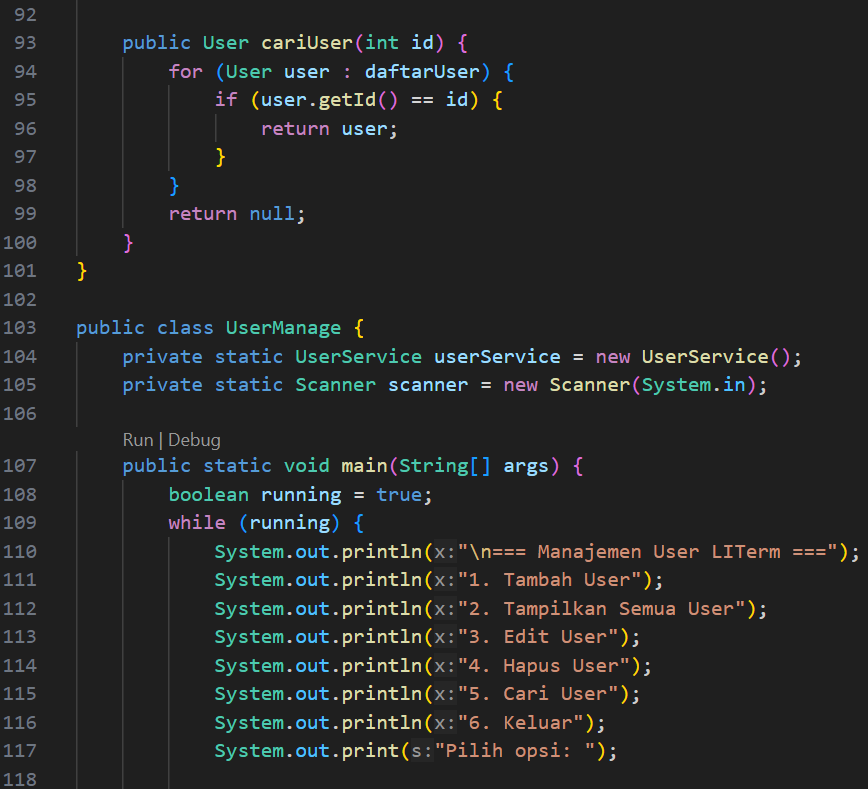 92
93 public User cariUser(int id) {
94 for (User user : daftarUser) {
95 if (user.getId() == id) {
96 return user;
97 }
98 }
99 return null;
100 }
101 }
102
103 public class UserManage {
104 private static UserService userService = new UserService();
105 private static Scanner scanner = new Scanner(System.in);
106
Run | Debug
107 public static void main(String[] args) {
108 boolean running = true;
109 while (running) {
110 System.out.println(x:"\n=== Manajemen User LITerm ===");
111 System.out.println(x:"1. Tambah User");
112 System.out.println(x:"2. Tampilkan Semua User");
113 System.out.println(x:"3. Edit User");
114 System.out.println(x:"4. Hapus User");
115 System.out.println(x:"5. Cari User");
116 System.out.println(x:"6. Keluar");
117 System.out.print(s:"Pilih opsi: ");
118